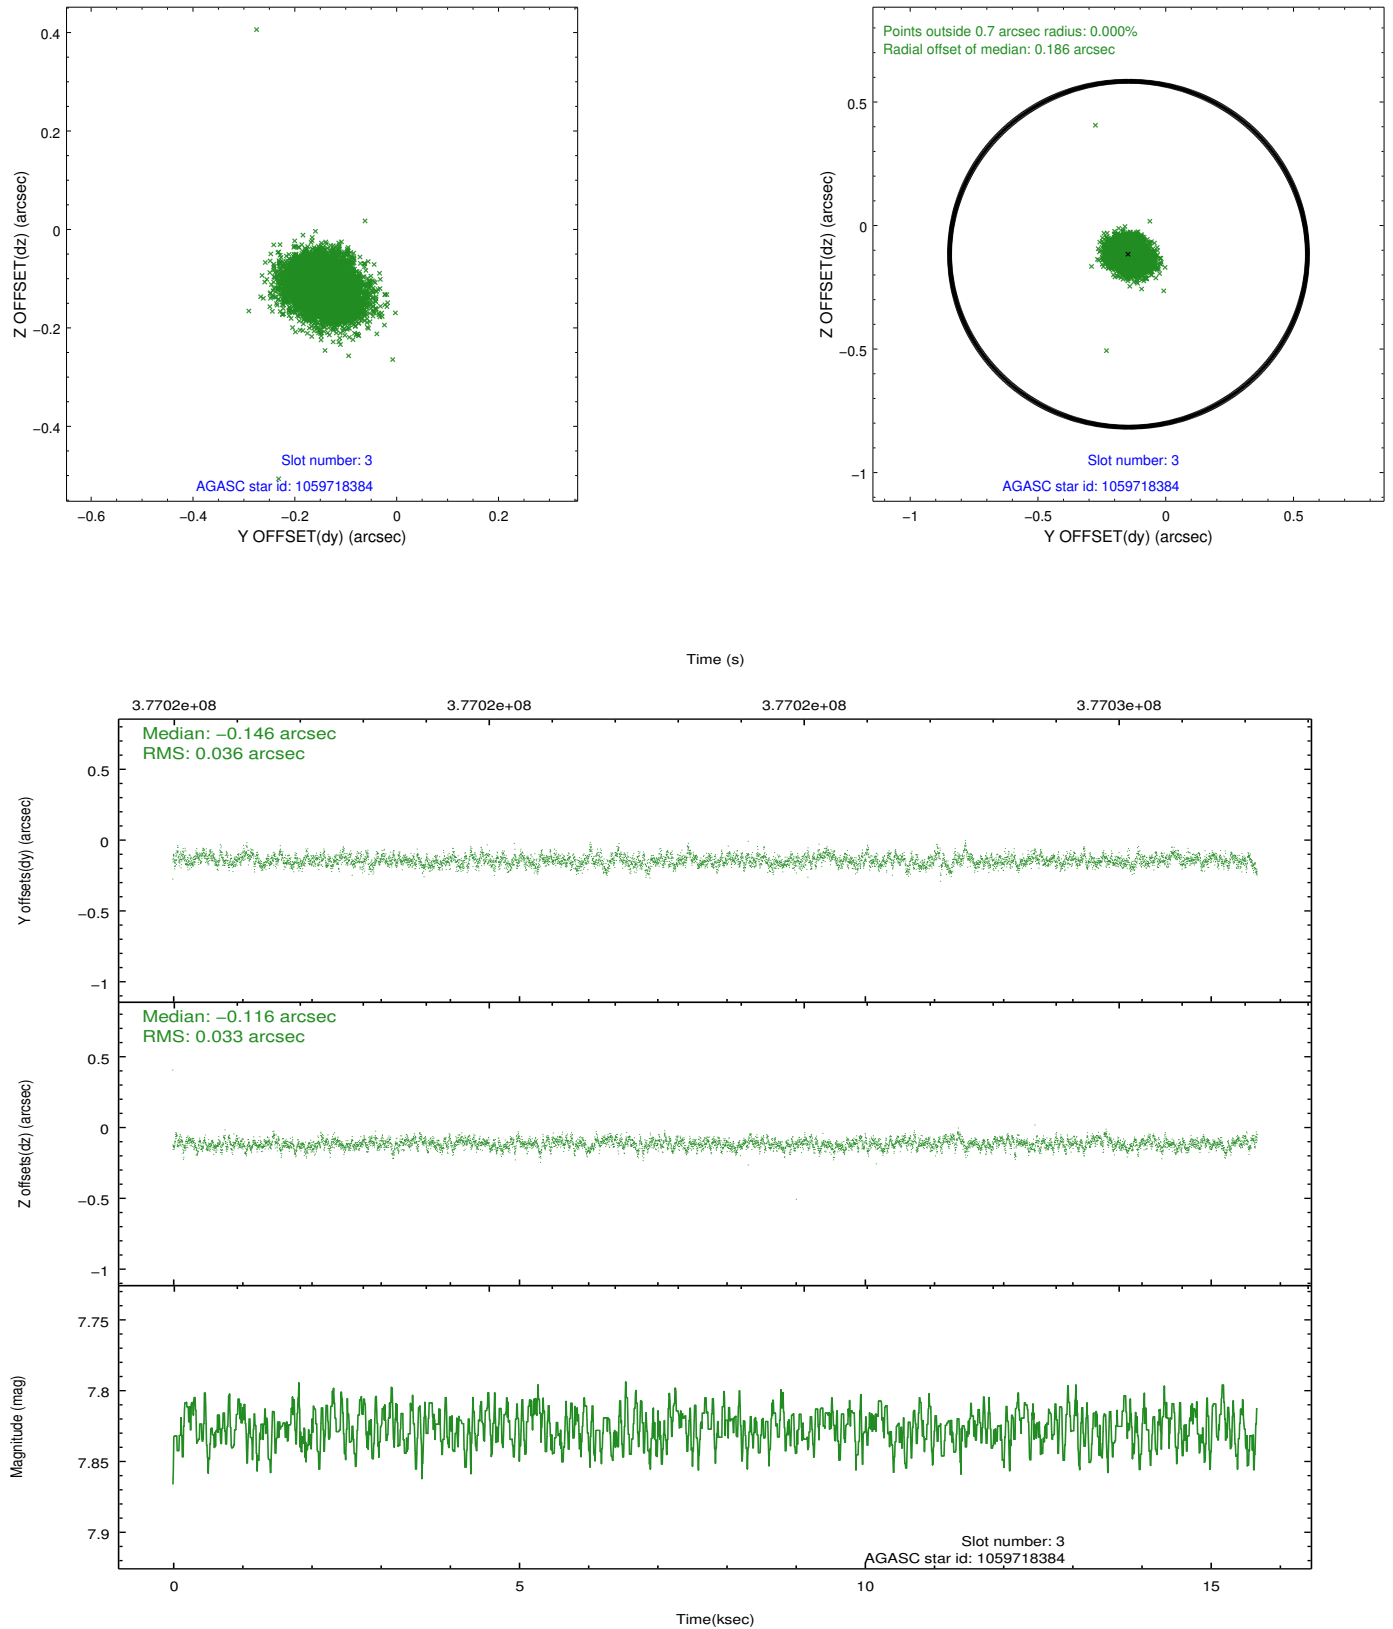 0.4
0.2
0
−0.2
−0.4
−0.6
−0.4
−0.2
0
0.2
Z OFFSET(dz) (arcsec)
Y OFFSET(dy) (arcsec)
Slot number: 3
AGASC star id: 1059718384
Points outside 0.7 arcsec radius: 0.000%
Radial offset of median: 0.186 arcsec
0.5
0
−0.5
−1
−1
−0.5
0
0.5
Z OFFSET(dz) (arcsec)
Y OFFSET(dy) (arcsec)
Slot number: 3
AGASC star id: 1059718384
Time (s)
3.7702e+08
3.7702e+08
3.7702e+08
3.7703e+08
Median: −0.146 arcsec
RMS: 0.036 arcsec
0.5
0
−0.5
−1
Y offsets(dy) (arcsec)
Median: −0.116 arcsec
RMS: 0.033 arcsec
0.5
0
−0.5
−1
Z offsets(dz) (arcsec)
7.75
7.8
7.85
7.9
Magnitude (mag)
Slot number: 3
AGASC star id: 1059718384
0
5
10
15
Time(ksec)